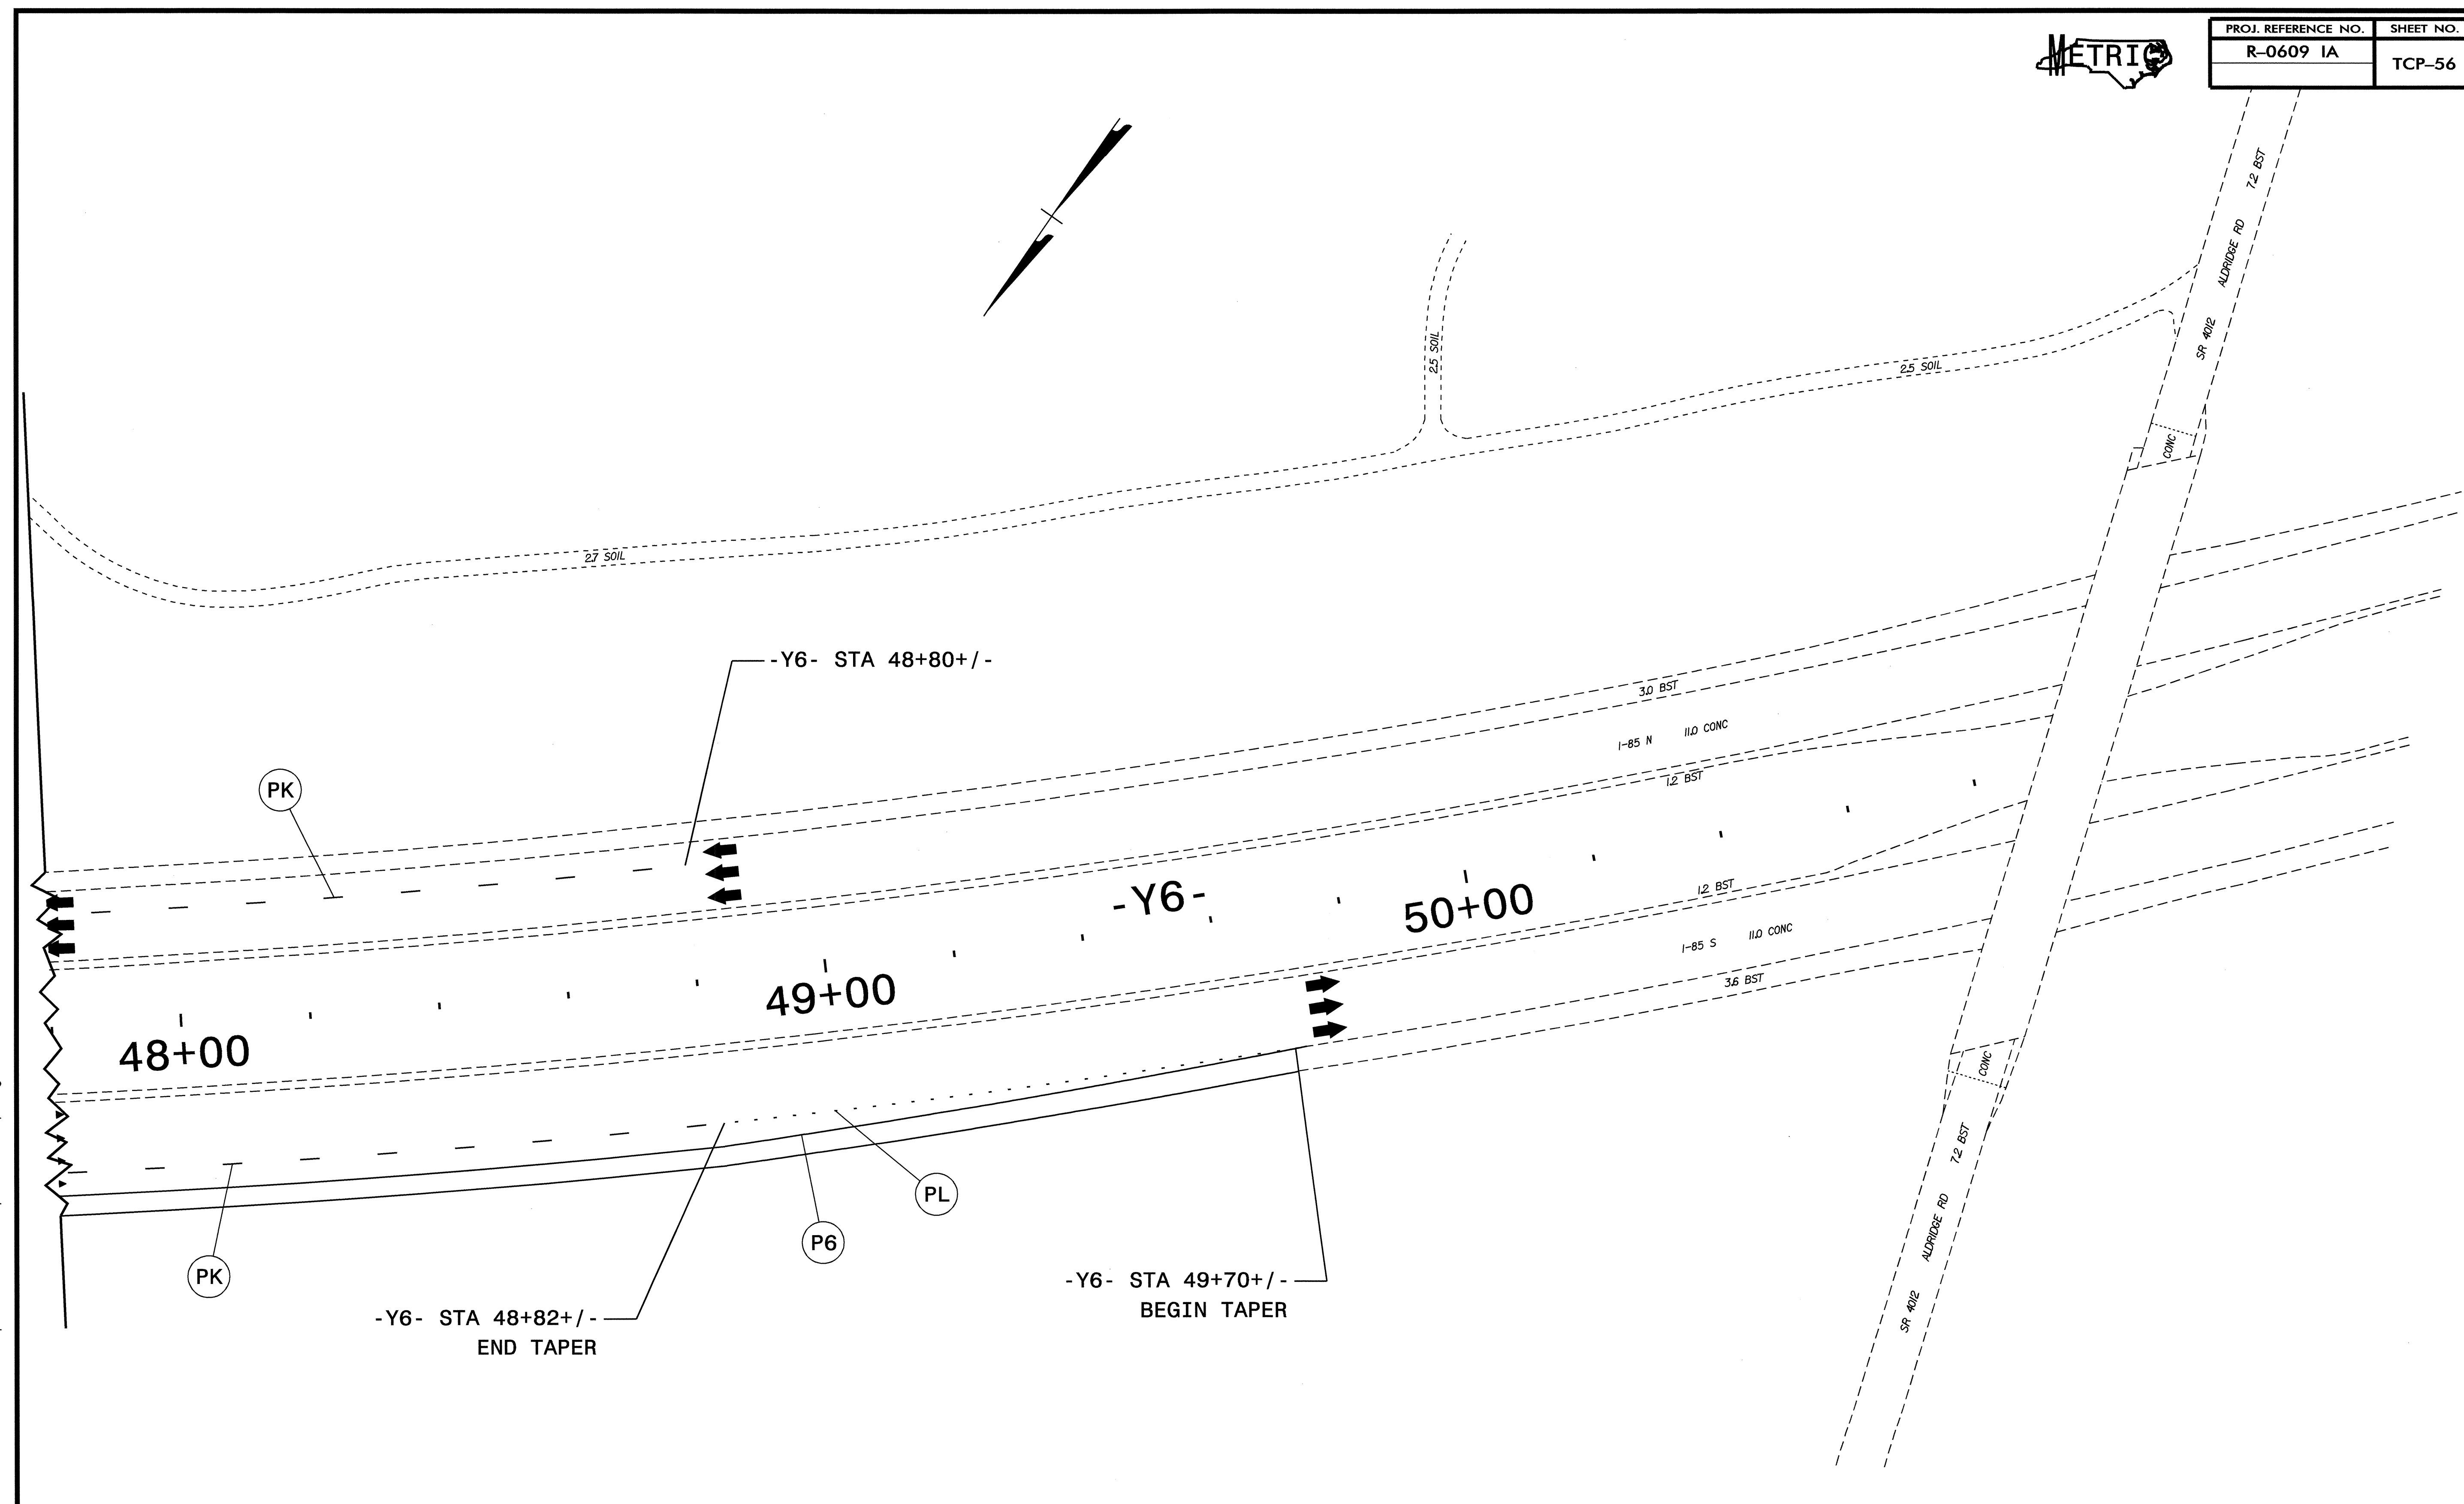 METRIC
PROJ. REFERENCE NO.
SHEET NO.
R–0609 IA
TCP–56
7.2 BST
ALDRIDGE RD
SR 4012
2.5 SOIL
2.5 SOIL
CONC
2.7 SOIL
-Y6- STA 48+80+/-
3.0 BST
I-85 N 11.0 CONC
1.2 BST
PK
-Y6-
50+00
1.2 BST
I-85 S 11.0 CONC
3.6 BST
49+00
48+00
CONC
7.2 BST
ALDRIDGE RD
SR 4012
PL
P6
PK
-Y6- STA 49+70+/-
BEGIN TAPER
-Y6- STA 48+82+/-
END TAPER